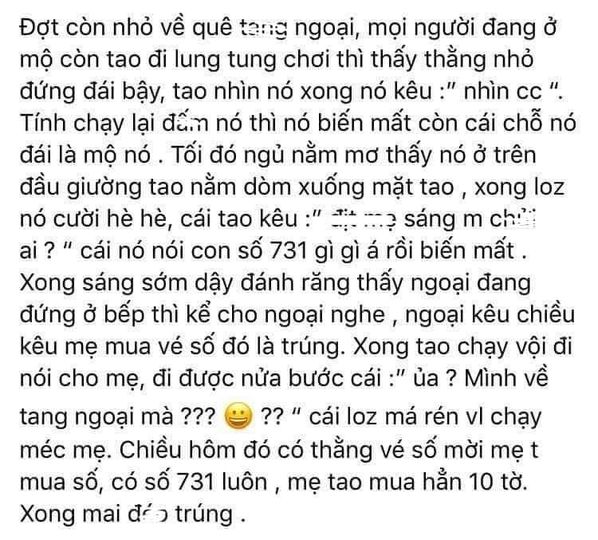 Đợt còn nhỏ về quê tang ngoại, mọi người đang ở
mộ còn tao đi lung tung chơi thì thấy thằng nhỏ
đứng đái bậy, tao nhìn nó xong nó kêu :" nhìn cc “.
Tính chạy lại đấm nó thì nó biến mất còn cái chỗ nó
đái là mộ nó . Tối đó ngủ nằm mơ thấy nó ở trên
đầu giường tao nằm dòm xuống mặt tao , xong loz
nó cười hè hè, cái tao kêu :" địt mẹ sáng m chửi
ai ? “ cái nó nói con số 731 gì gì á rồi biến mất .
Xong sáng sớm dậy đánh răng thấy ngoại đang
đứng ở bếp thì kể cho ngoại nghe , ngoại kêu chiều
kêu mẹ mua vé số đó là trúng. Xong tao chạy vội đi
nói cho mẹ, đi được nửa bước cái :" ủa ? Mình về
tang ngoại mà ??? 😀 ?? “ cái loz má rén vl chạy
méc mẹ. Chiều hôm đó có thằng vé số mời mẹ t
mua số, có số 731 luôn , mẹ tao mua hẳn 10 tờ.
Xong mai đéo trúng .